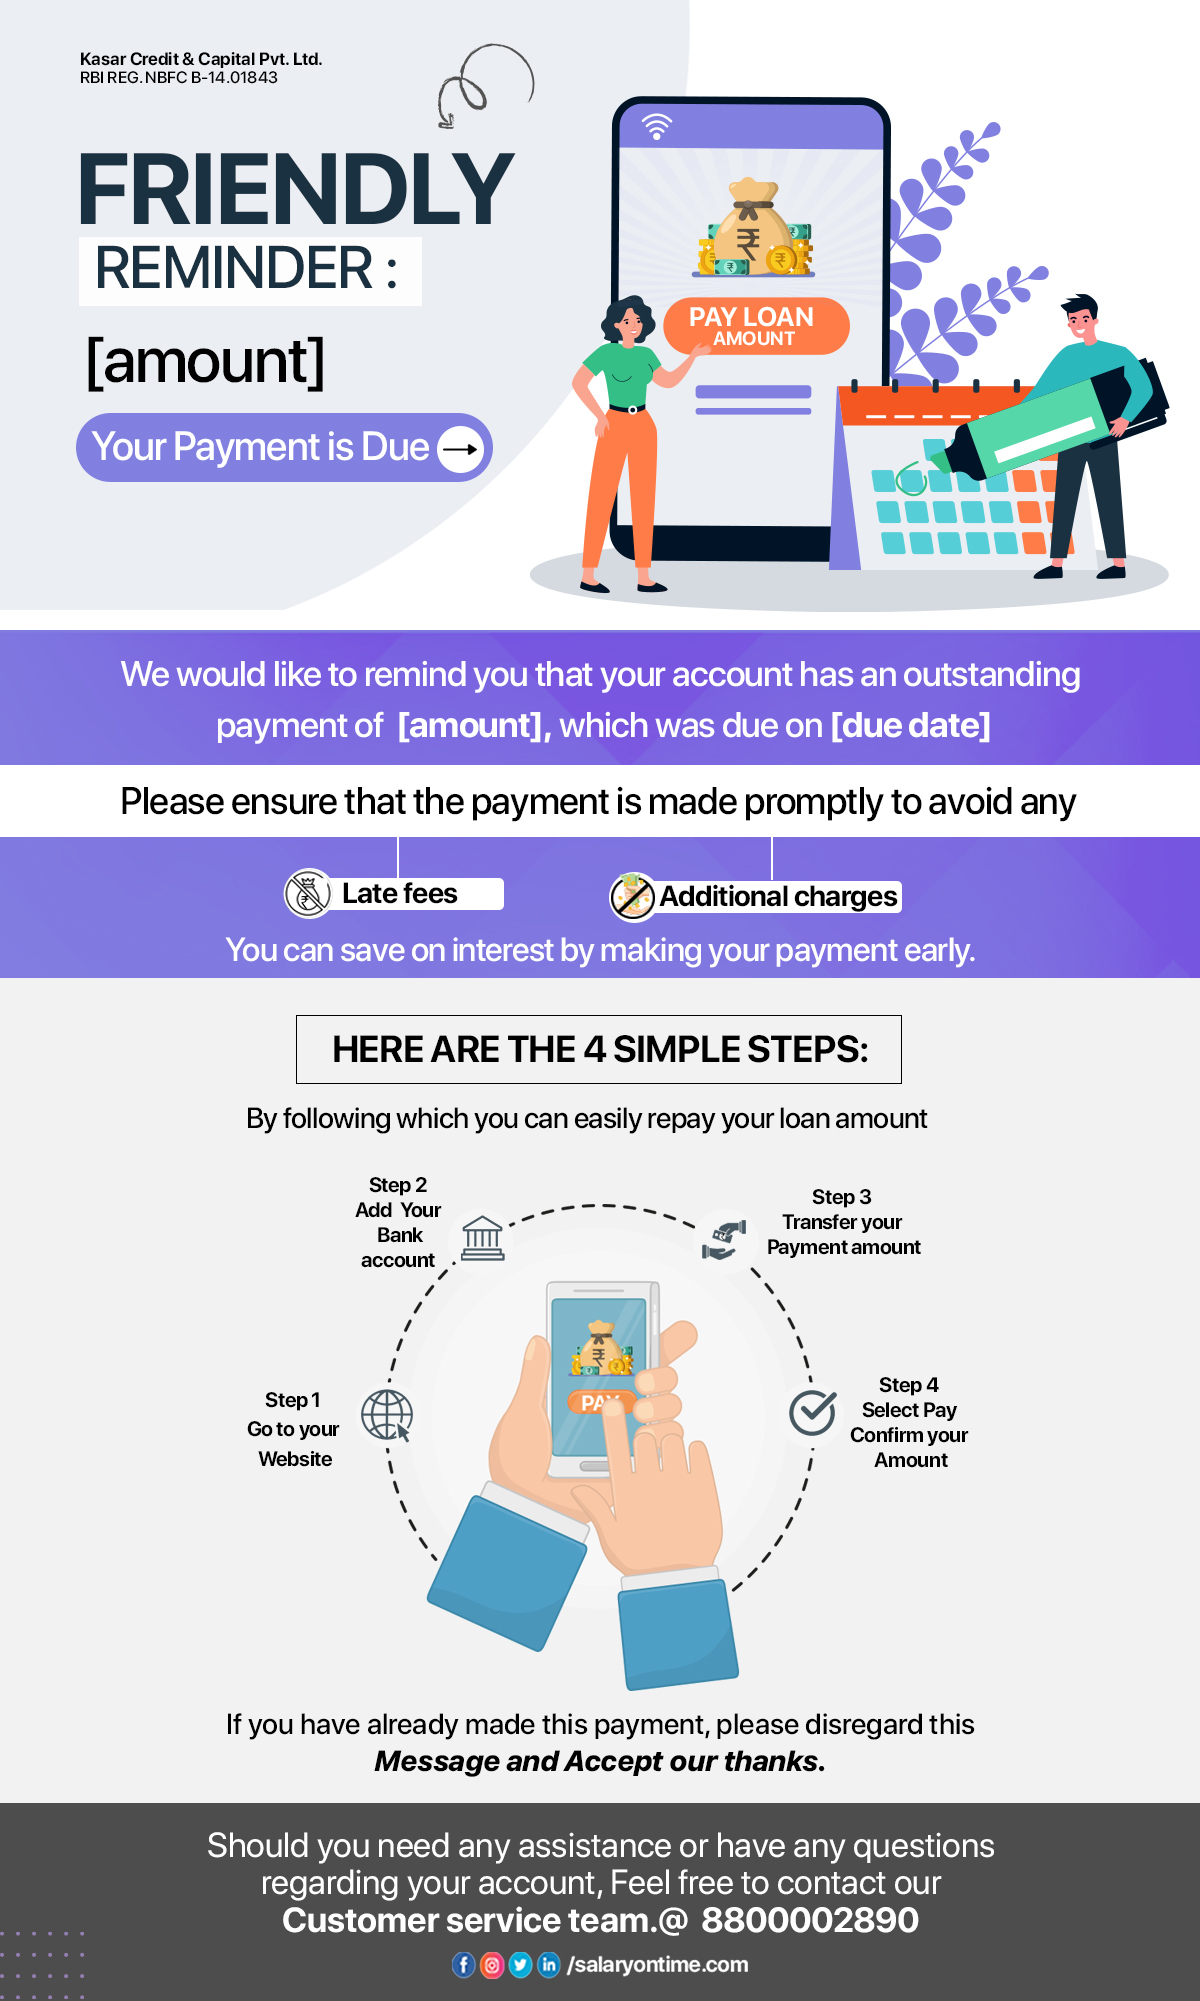 Kasar Credit & Capital Pvt. Ltd.
RBI REG. NBFC B-14.01843
FRIENDLY
REMINDER :
[amount]
Your Payment is Due
PAY LOAN
AMOUNT
We would like to remind you that your account has an outstanding
payment of [amount], which was due on [due date]
Please ensure that the payment is made promptly to avoid any
Late fees
Additional charges
You can save on interest by making your payment early.
HERE ARE THE 4 SIMPLE STEPS:
By following which you can easily repay your loan amount
Step 1
Go to your
Website
Step 2
Add Your
Bank
account
Step 3
Transfer your
Payment amount
Step 4
Select Pay
Confirm your
Amount
PAY
If you have already made this payment, please disregard this
Message and Accept our thanks.
Should you need any assistance or have any questions
regarding your account, Feel free to contact our
Customer service team.@ 8800002890
/salaryontime.com